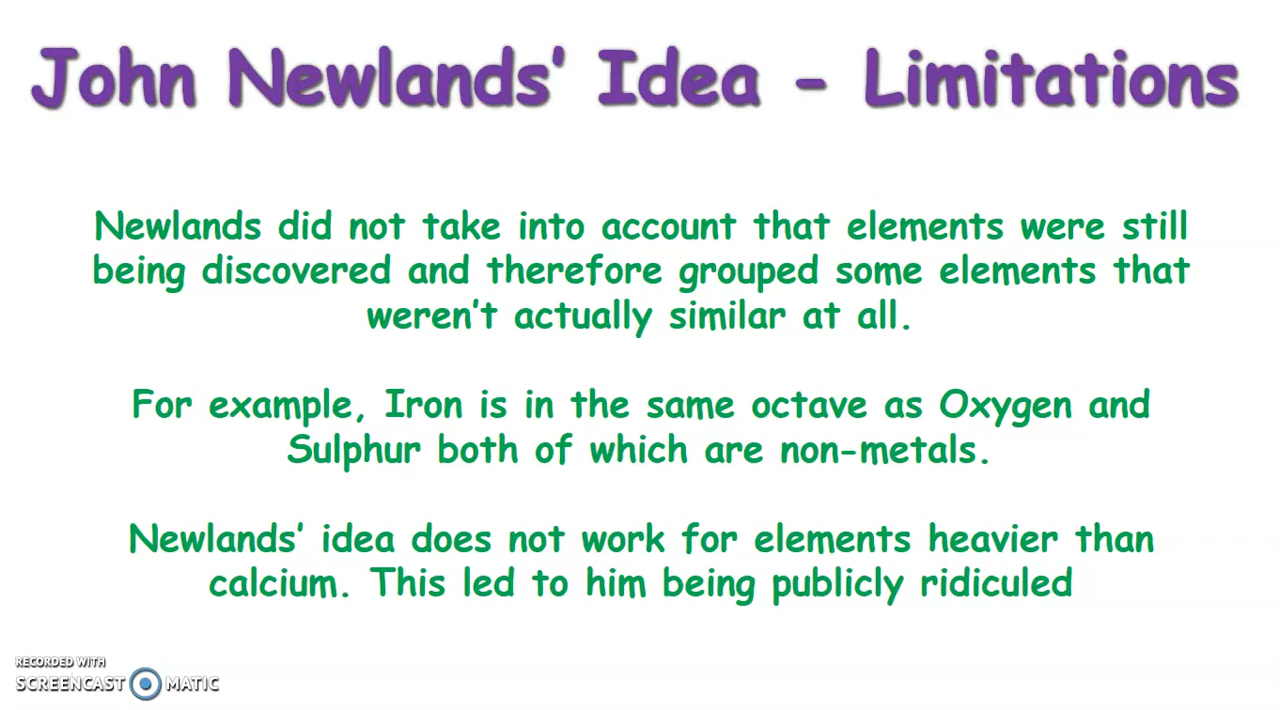 John Newlands’ Idea - Limitations
Newlands did not take into account that elements were still
being discovered and therefore grouped some elements that
weren’t actually similar at all.
For example, Iron is in the same octave as Oxygen and
Sulphur both of which are non-metals.
Newlands’ idea does not work for elements heavier than
calcium. This led to him being publicly ridiculed
RECORDED WITH
SCREENCAST MATIC